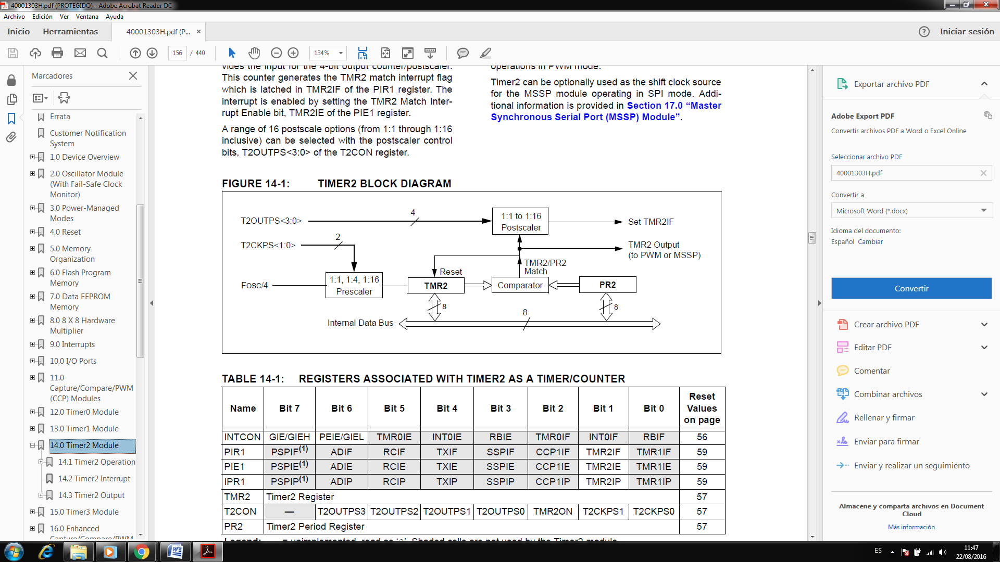 40001303H.pdf (PROTEGIDO) - Adobe Acrobat Reader DC
Archivo Edición Ver Ventana Ayuda
Inicio Herramientas 40001303H.pdf (P... × Iniciar sesión
156 / 440 134%
Marcadores
Errata
Customer Notification
System
1.0 Device Overview
2.0 Oscillator Module
(With Fail-Safe Clock
Monitor)
3.0 Power-Managed
Modes
4.0 Reset
5.0 Memory
Organization
6.0 Flash Program
Memory
7.0 Data EEPROM
Memory
8.0 8 X 8 Hardware
Multiplier
9.0 Interrupts
10.0 I/O Ports
11.0
Capture/Compare/PWM
(CCP) Modules
12.0 Timer0 Module
13.0 Timer1 Module
14.0 Timer2 Module
14.1 Timer2 Operation
14.2 Timer2 Interrupt
14.3 Timer2 Output
15.0 Timer3 Module
16.0 Enhanced
Capture/Compare/PWM
vides the input for the 4-bit output counter/postscaler.
This counter generates the TMR2 match interrupt flag
which is latched in TMR2IF of the PIR1 register. The
interrupt is enabled by setting the TMR2 Match Inter-
rupt Enable bit, TMR2IE of the PIE1 register.
A range of 16 postscale options (from 1:1 through 1:16
inclusive) can be selected with the postscaler control
bits, T2OUTPS<3:0> of the T2CON register.
operations in PWM mode.
Timer2 can be optionally used as the shift clock source
for the MSSP module operating in SPI mode. Addi-
tional information is provided in Section 17.0 “Master
Synchronous Serial Port (MSSP) Module”.
FIGURE 14-1: TIMER2 BLOCK DIAGRAM
T2OUTPS<3:0>
4
1:1 to 1:16
Postscaler
Set TMR2IF
T2CKPS<1:0>
2
TMR2 Output
(to PWM or MSSP)
TMR2/PR2
Match
Reset
FOSC/4
1:1, 1:4, 1:16
Prescaler
TMR2
Comparator
PR2
8
8
8
Internal Data Bus
TABLE 14-1: REGISTERS ASSOCIATED WITH TIMER2 AS A TIMER/COUNTER
Name Bit 7 Bit 6 Bit 5 Bit 4 Bit 3 Bit 2 Bit 1 Bit 0 Reset Values on page
INTCON GIE/GIEH PEIE/GIEL TMR0IE INT0IE RBIE TMR0IF INT0IF RBIF 56
PIR1 PSPIF(1) ADIF RCIF TXIF SSPIF CCP1IF TMR2IF TMR1IF 59
PIE1 PSPIE(1) ADIE RCIE TXIE SSPIE CCP1IE TMR2IE TMR1IE 59
IPR1 PSPIP(1) ADIP RCIP TXIP SSPIP CCP1IP TMR2IP TMR1IP 59
TMR2 Timer2 Register 57
T2CON — T2OUTPS3 T2OUTPS2 T2OUTPS1 T2OUTPS0 TMR2ON T2CKPS1 T2CKPS0 57
PR2 Timer2 Period Register 57
Legend: — = unimplemented, read as ‘0’. Shaded cells are not used by the Timer2 module.
Exportar archivo PDF
Adobe Export PDF
Convertir archivos PDF a Word o Excel Online
Seleccionar archivo PDF
40001303H.pdf
Convertir a
Microsoft Word (*.docx)
Idioma del documento:
Español Cambiar
Convertir
Crear archivo PDF
Editar PDF
Comentar
Combinar archivos
Rellenar y firmar
Enviar para firmar
Enviar y realizar un seguimiento
Almacene y comparta archivos en Document
Cloud
Más información
ES
11:47
22/08/2016